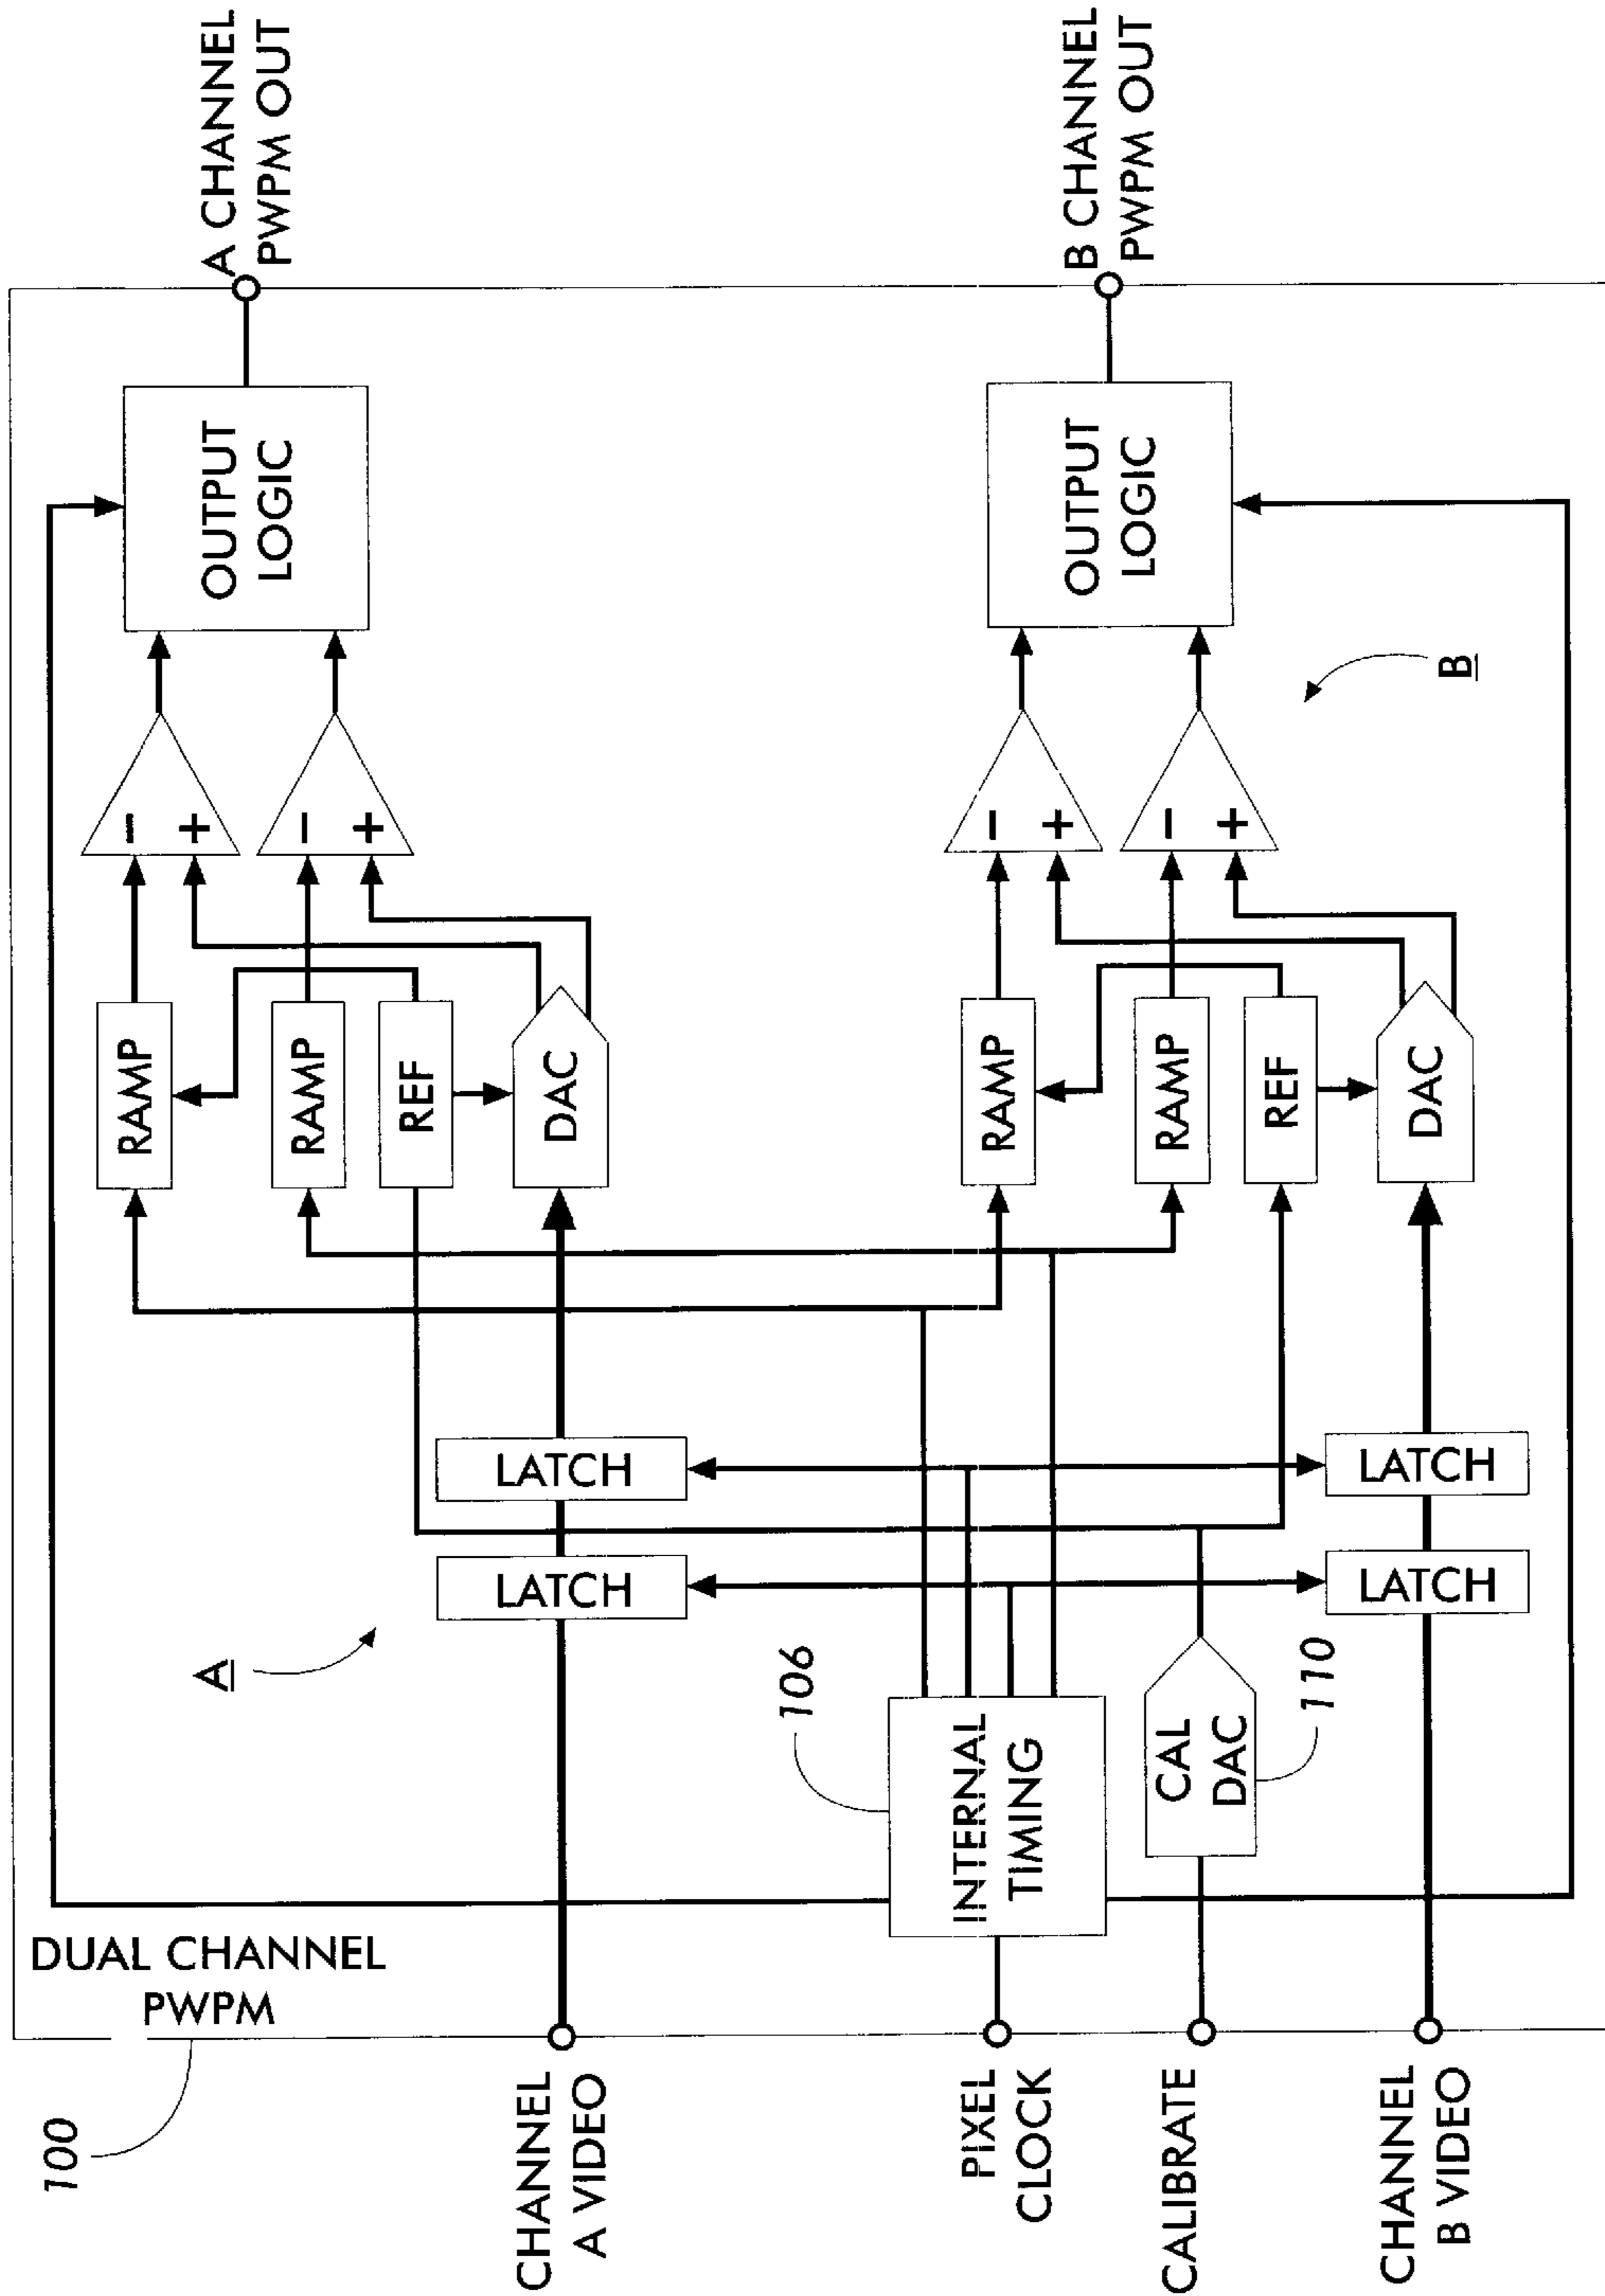 100
DUAL CHANNEL
PWPM
A
CHANNEL
A VIDEO
LATCH
LATCH
RAMP
RAMP
REF
DAC
-
+
-
+
OUTPUT
LOGIC
A CHANNEL
PWPM OUT
106
PIXEL
CLOCK
INTERNAL
TIMING
CALIBRATE
CAL
DAC
110
CHANNEL
B VIDEO
LATCH
LATCH
RAMP
RAMP
REF
DAC
-
+
-
+
B
OUTPUT
LOGIC
B CHANNEL
PWPM OUT